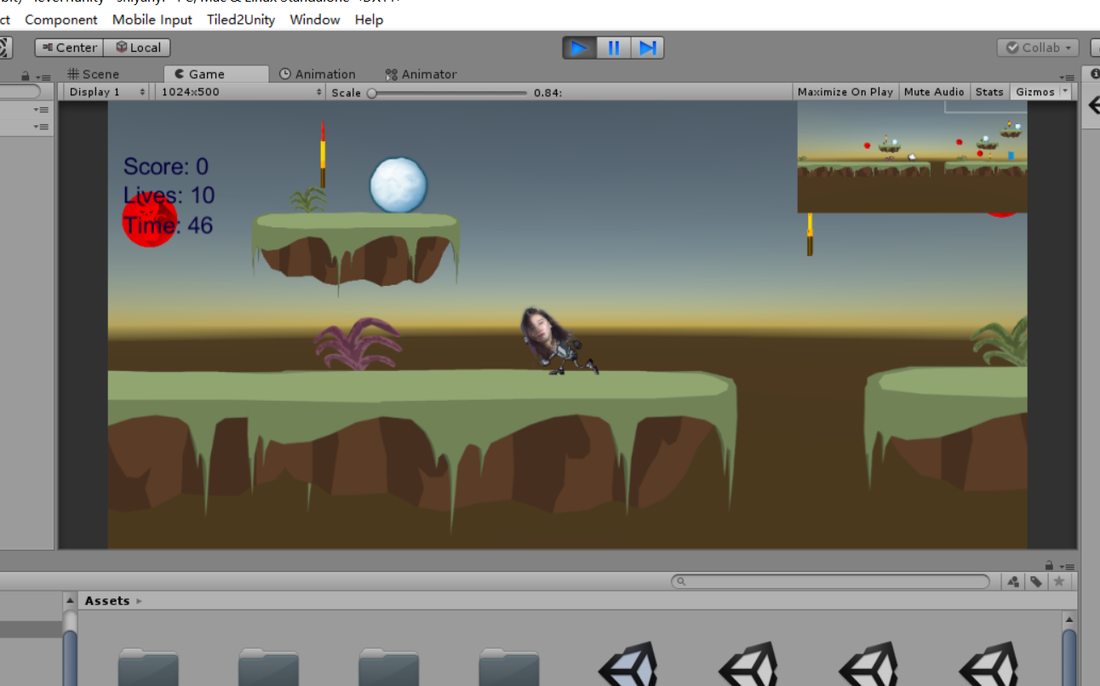 ct Component Mobile Input Tiled2Unity Window Help
Center Local Collab
Scene Game Animation Animator
Display 1 1024x500 Scale 0.84: Maximize On Play Mute Audio Stats Gizmos
Score: 0
Lives: 10
Time: 46
Assets